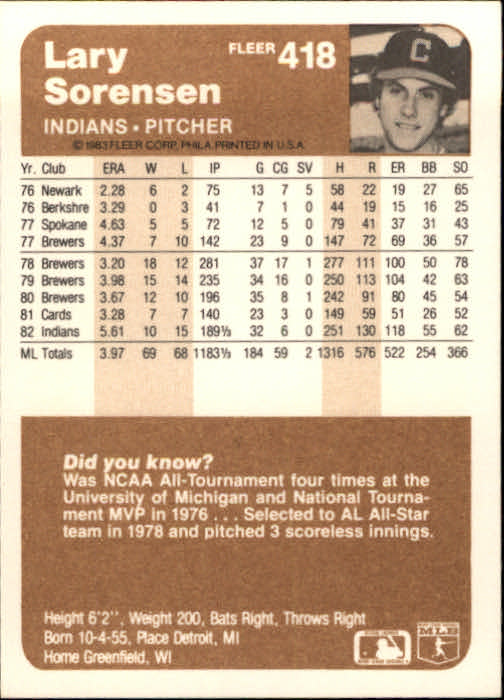 Lary
Sorensen
FLEER 418
C
INDIANS • PITCHER
© 1983 FLEER CORP. PHILA. PRINTED IN U.S.A.
Yr. Club ERA W L IP G CG SV H R ER BB SO
76 Newark 2.28 6 2 75 13 7 5 58 22 19 27 65
76 Berkshre 3.29 0 3 41 7 1 0 44 19 15 16 25
77 Spokane 4.63 5 5 72 12 5 0 79 41 37 31 43
77 Brewers 4.37 7 10 142 23 9 0 147 72 69 36 57
78 Brewers 3.20 18 12 281 37 17 1 277 111 100 50 78
79 Brewers 3.98 15 14 235 34 16 0 250 113 104 42 63
80 Brewers 3.67 12 10 196 35 8 1 242 91 80 45 54
81 Cards 3.28 7 7 140 23 3 0 149 59 51 26 52
82 Indians 5.61 10 15 189⅓ 32 6 0 251 130 118 55 62
ML Totals 3.97 69 68 1183⅓ 184 59 2 1316 576 522 254 366
Did you know?
Was NCAA All-Tournament four times at the
University of Michigan and National Tourna-
ment MVP in 1976 . . . Selected to AL All-Star
team in 1978 and pitched 3 scoreless innings.
Height 6'2", Weight 200, Bats Right, Throws Right
Born 10-4-55, Place Detroit, MI
Home Greenfield, WI